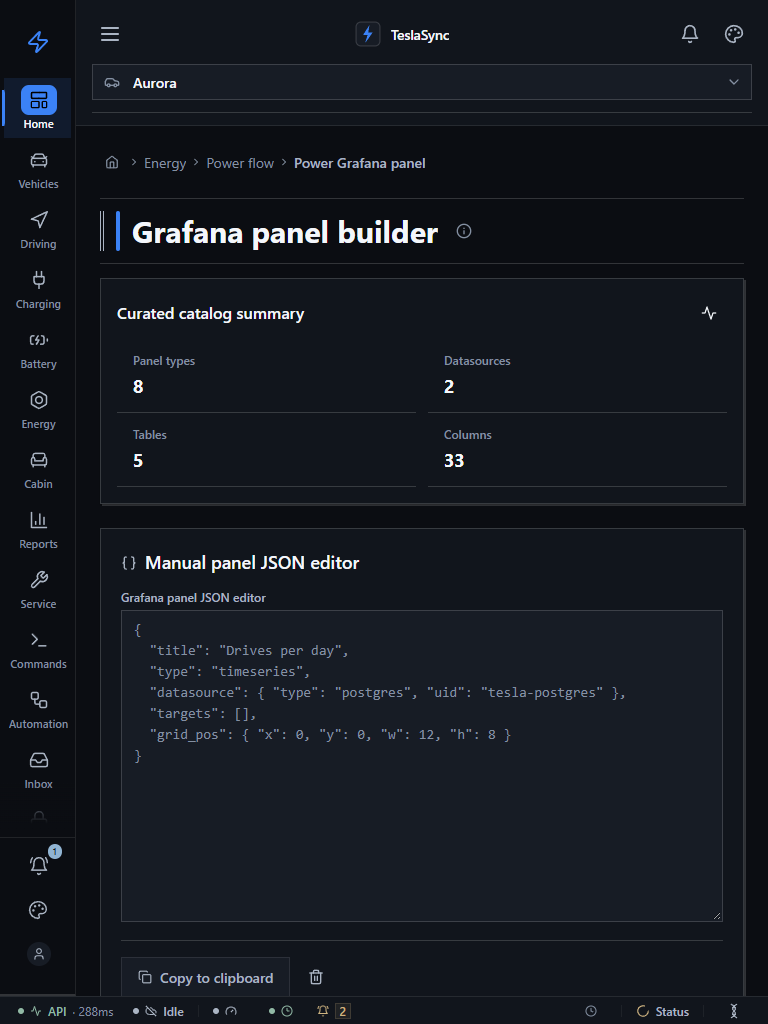 TeslaSync
Aurora
Home
Vehicles
Driving
Charging
Battery
Energy
Cabin
Reports
Service
Commands
Automation
Inbox
1
Energy > Power flow > Power Grafana panel
Grafana panel builder
Curated catalog summary
Panel types
8
Datasources
2
Tables
5
Columns
33
{} Manual panel JSON editor
Grafana panel JSON editor
{
  "title": "Drives per day",
  "type": "timeseries",
  "datasource": { "type": "postgres", "uid": "tesla-postgres" },
  "targets": [],
  "grid_pos": { "x": 0, "y": 0, "w": 12, "h": 8 }
}
Copy to clipboard
API · 288ms
Idle
2
Status